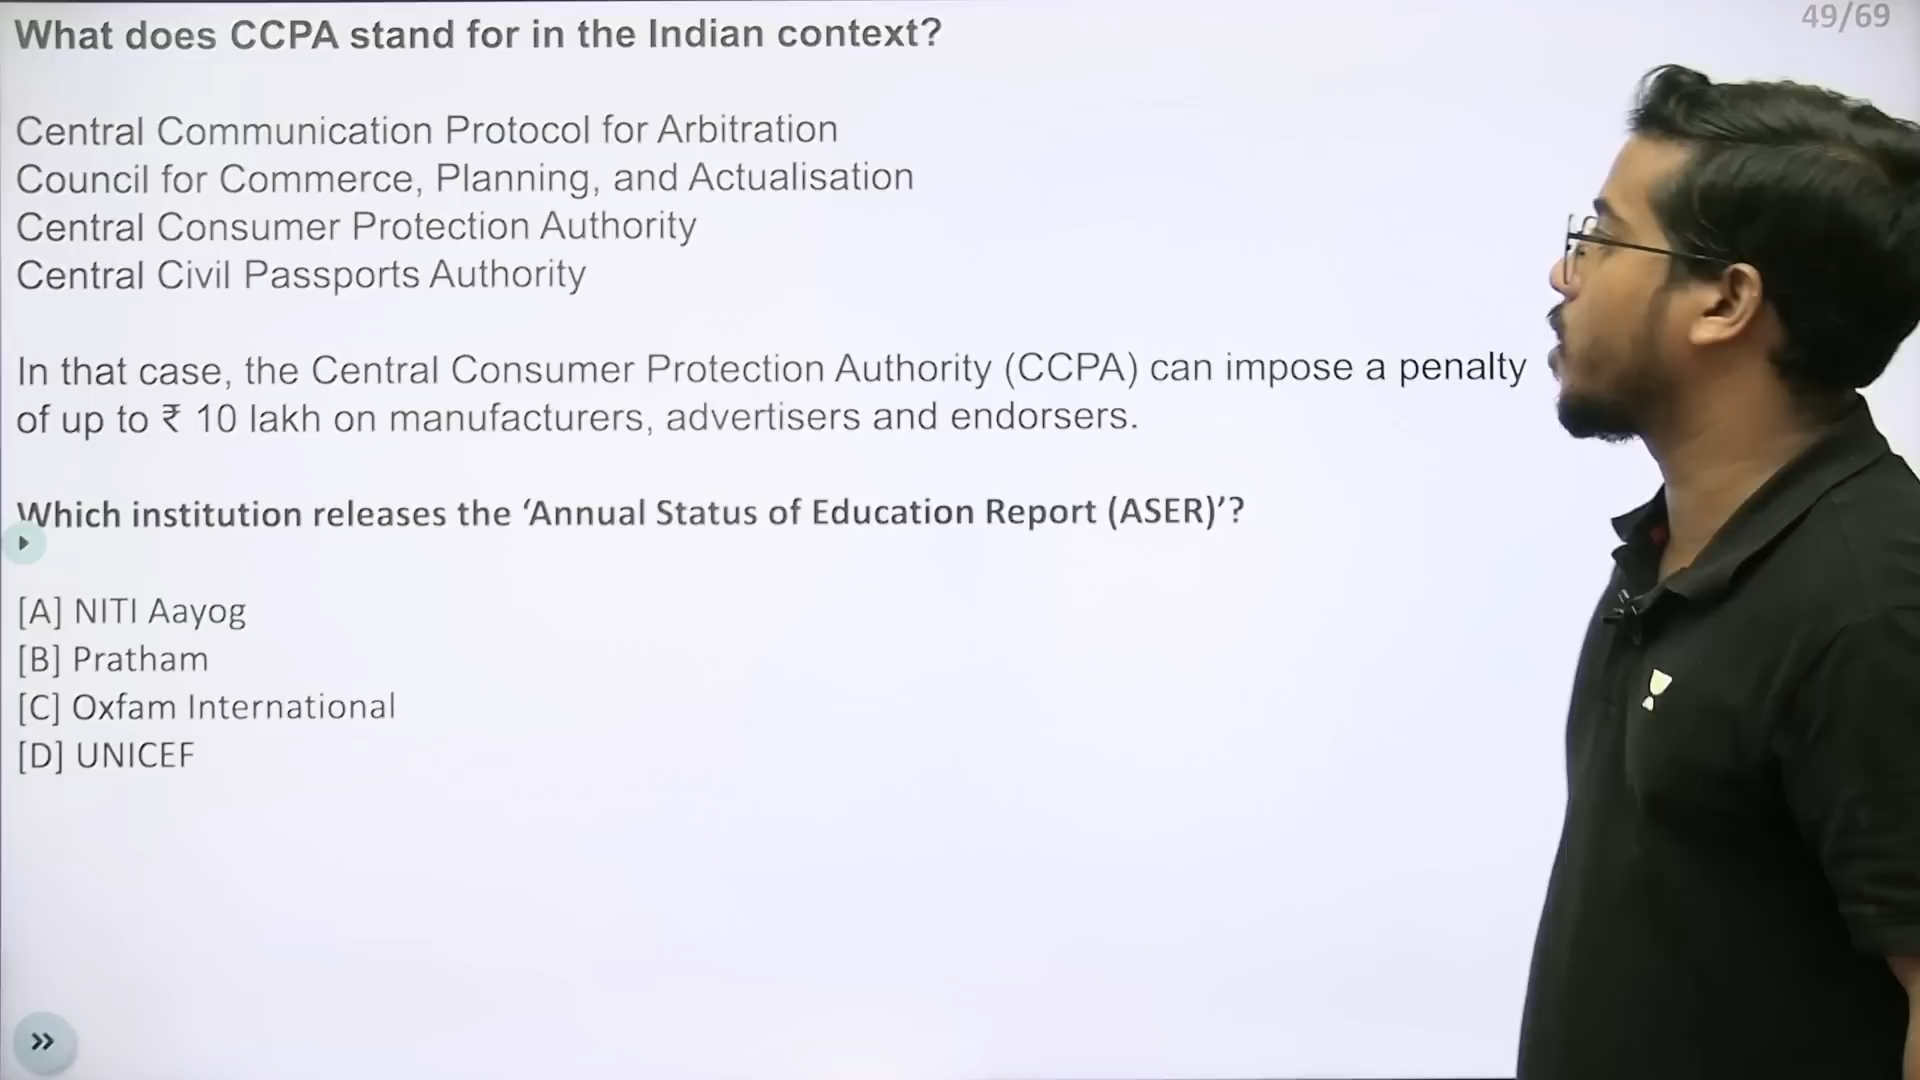 49/69
What does CCPA stand for in the Indian context?
Central Communication Protocol for Arbitration
Council for Commerce, Planning, and Actualisation
Central Consumer Protection Authority
Central Civil Passports Authority
In that case, the Central Consumer Protection Authority (CCPA) can impose a penalty
of up to ₹ 10 lakh on manufacturers, advertisers and endorsers.
Which institution releases the ‘Annual Status of Education Report (ASER)’?
[A] NITI Aayog
[B] Pratham
[C] Oxfam International
[D] UNICEF